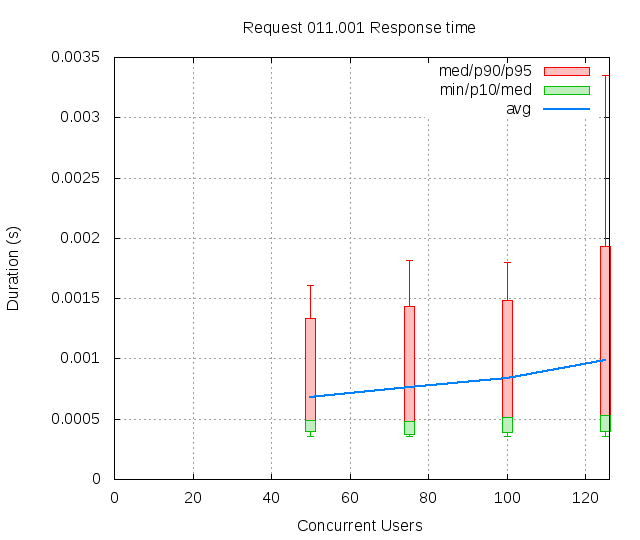 Request 011.001 Response time
0.0035
0.003
0.0025
0.002
0.0015
0.001
0.0005
0
Duration (s)
med/p90/p95
min/p10/med
avg
0 20 40 60 80 100 120
Concurrent Users